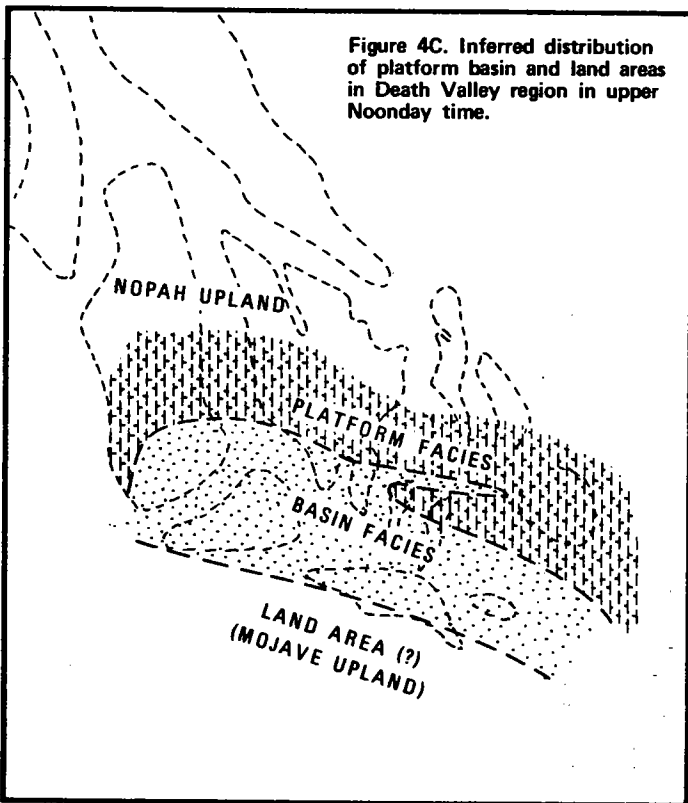 Figure 4C. Inferred distribution
of platform basin and land areas
in Death Valley region in upper
Noonday time.
NOPAH UPLAND
PLATFORM FACIES
BASIN FACIES
LAND AREA (?)
(MOJAVE UPLAND)